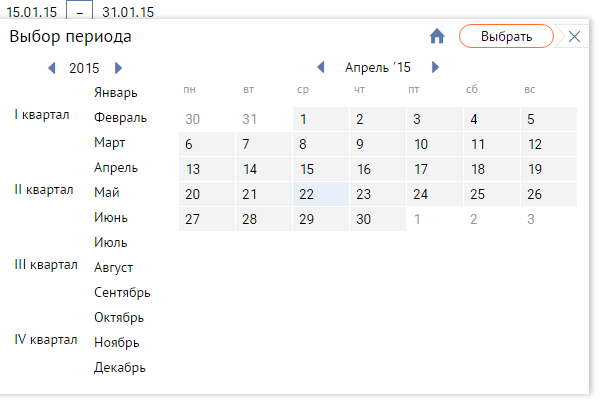 15.01.15 – 31.01.15
Выбор периода
Выбрать
2015
Январь
I квартал
Февраль
Март
Апрель
II квартал
Май
Июнь
Июль
III квартал
Август
Сентябрь
Октябрь
IV квартал
Ноябрь
Декабрь
Апрель '15
пн вт ср чт пт сб вс
30 31 1 2 3 4 5
6 7 8 9 10 11 12
13 14 15 16 17 18 19
20 21 22 23 24 25 26
27 28 29 30 1 2 3